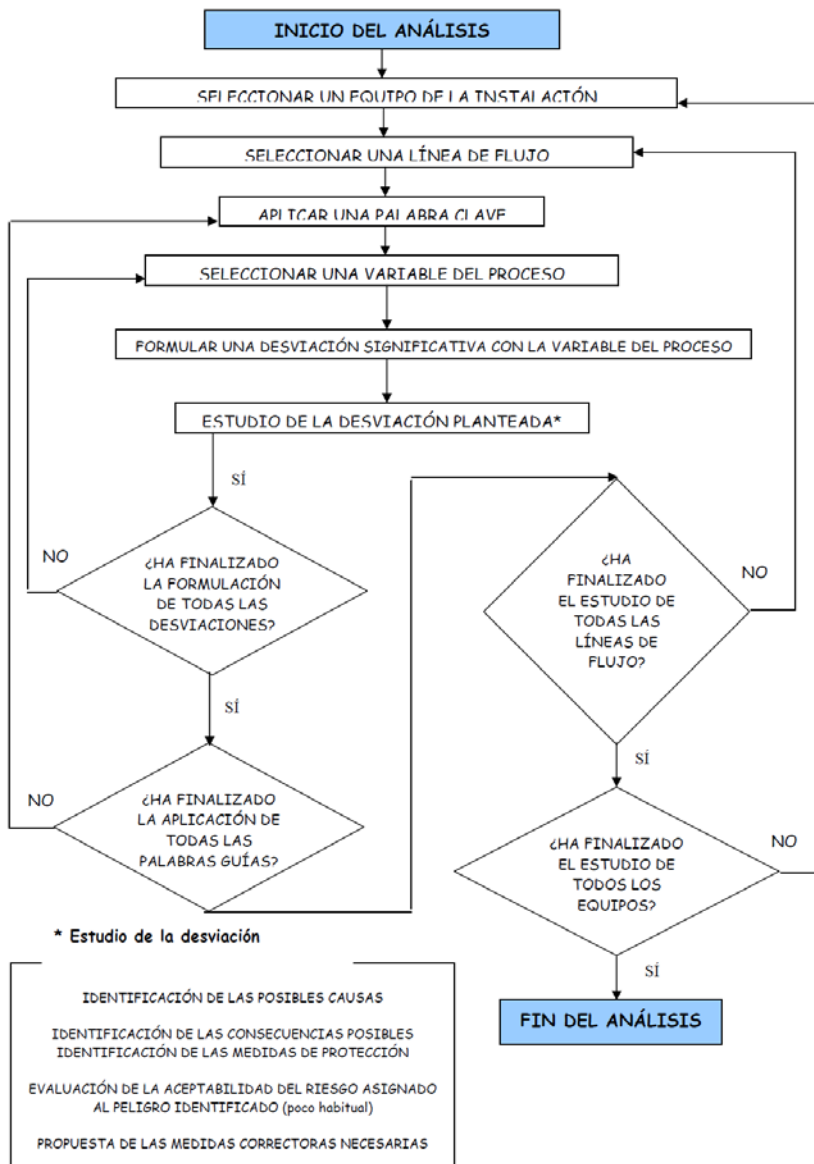 INICIO DEL ANÁLISIS
SELECCIONAR UN EQUIPO DE LA INSTALACIÓN
SELECCIONAR UNA LÍNEA DE FLUJO
APLICAR UNA PALABRA CLAVE
SELECCIONAR UNA VARIABLE DEL PROCESO
FORMULAR UNA DESVIACIÓN SIGNIFICATIVA CON LA VARIABLE DEL PROCESO
ESTUDIO DE LA DESVIACIÓN PLANTEADA*
SÍ
NO
¿HA FINALIZADO
LA FORMULACIÓN
DE TODAS LAS
DESVIACIONES?
SÍ
NO
¿HA FINALIZADO
LA APLICACIÓN DE
TODAS LAS
PALABRAS GUÍAS?
¿HA
FINALIZADO
EL ESTUDIO DE
TODAS LAS
LÍNEAS DE
FLUJO?
NO
SÍ
¿HA FINALIZADO
EL ESTUDIO DE
TODOS LOS
EQUIPOS?
NO
SÍ
FIN DEL ANÁLISIS
* Estudio de la desviación
IDENTIFICACIÓN DE LAS POSIBLES CAUSAS
IDENTIFICACIÓN DE LAS CONSECUENCIAS POSIBLES
IDENTIFICACIÓN DE LAS MEDIDAS DE PROTECCIÓN
EVALUACIÓN DE LA ACEPTABILIDAD DEL RIESGO ASIGNADO
AL PELIGRO IDENTIFICADO (poco habitual)
PROPUESTA DE LAS MEDIDAS CORRECTORAS NECESARIAS